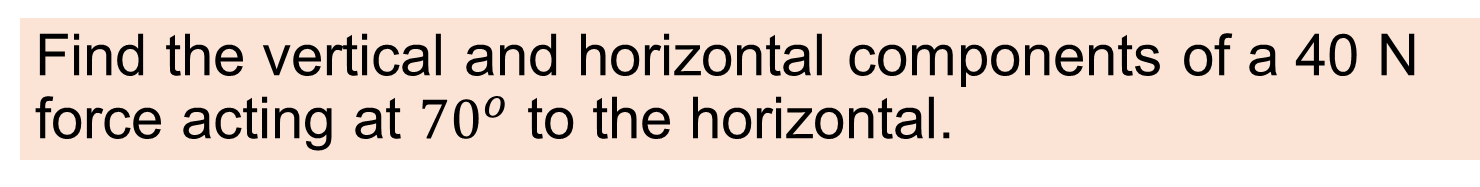 Find the vertical and horizontal components of a 40 N
force acting at 70° to the horizontal.